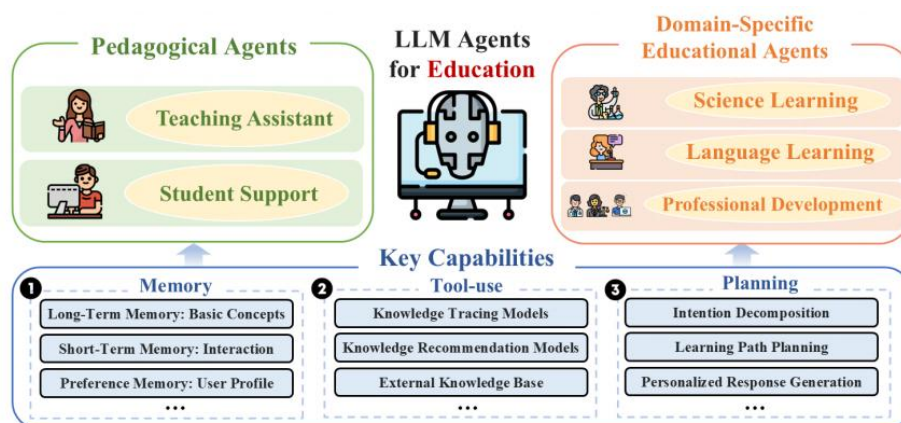 Pedagogical Agents
Teaching Assistant
Student Support
LLM Agents
for Education
Domain-Specific
Educational Agents
Science Learning
Language Learning
Professional Development
Key Capabilities
1 Memory
Long-Term Memory: Basic Concepts
Short-Term Memory: Interaction
Preference Memory: User Profile
...
2 Tool-use
Knowledge Tracing Models
Knowledge Recommendation Models
External Knowledge Base
...
3 Planning
Intention Decomposition
Learning Path Planning
Personalized Response Generation
...